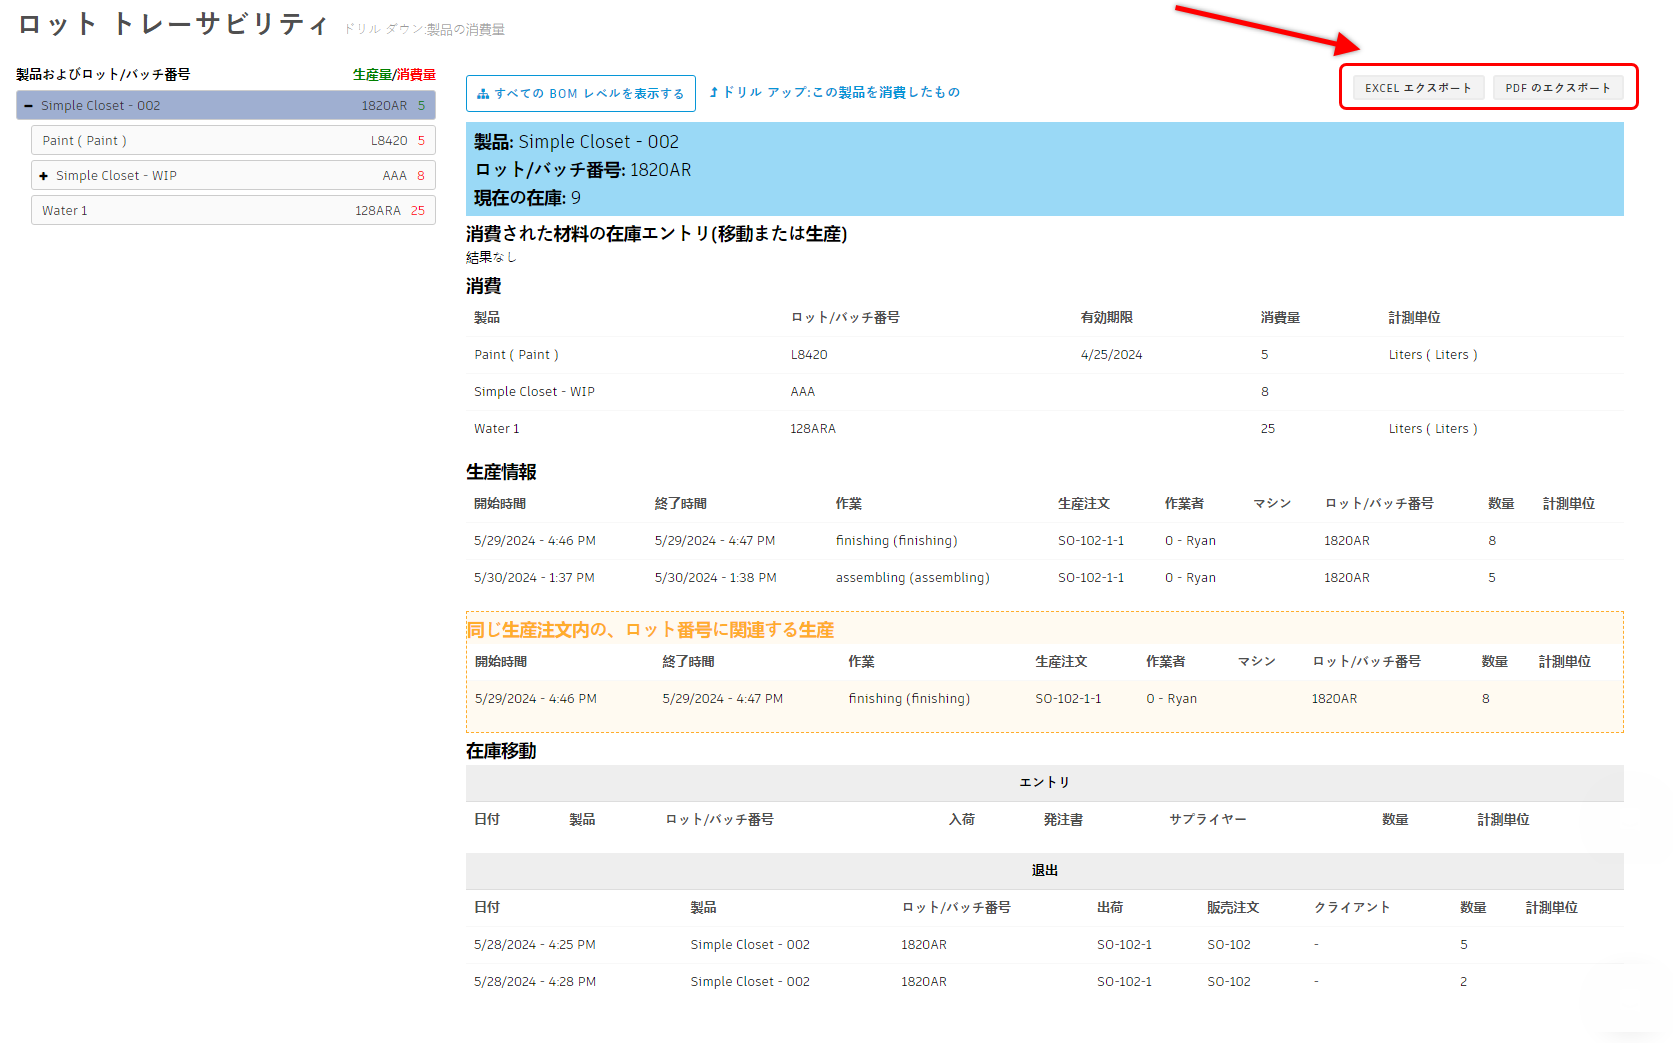 ロット トレーサビリティ ドリル ダウン:製品の消費量
製品およびロット/バッチ番号 生産量/消費量
Simple Closet - 002 1820AR 5
Paint ( Paint ) L8420 5
Simple Closet - WIP AAA 8
Water 1 128ARA 25
すべての BOM レベルを表示する ドリル アップ:この製品を消費したもの
EXCEL エクスポート PDF のエクスポート
製品: Simple Closet - 002
ロット/バッチ番号: 1820AR
現在の在庫: 9
消費された材料の在庫エントリ(移動または生産)
結果なし
消費
製品 ロット/バッチ番号 有効期限 消費量 計測単位
Paint ( Paint ) L8420 4/25/2024 5 Liters ( Liters )
Simple Closet - WIP AAA 8
Water 1 128ARA 25 Liters ( Liters )
生産情報
開始時間 終了時間 作業 生産注文 作業者 マシン ロット/バッチ番号 数量 計測単位
5/29/2024 - 4:46 PM 5/29/2024 - 4:47 PM finishing (finishing) SO-102-1-1 0 - Ryan 1820AR 8
5/30/2024 - 1:37 PM 5/30/2024 - 1:38 PM assembling (assembling) SO-102-1-1 0 - Ryan 1820AR 5
同じ生産注文内の、ロット番号に関連する生産
開始時間 終了時間 作業 生産注文 作業者 マシン ロット/バッチ番号 数量 計測単位
5/29/2024 - 4:46 PM 5/29/2024 - 4:47 PM finishing (finishing) SO-102-1-1 0 - Ryan 1820AR 8
在庫移動
エントリ
日付 製品 ロット/バッチ番号 入荷 発注書 サプライヤー 数量 計測単位
退出
日付 製品 ロット/バッチ番号 出荷 販売注文 クライアント 数量 計測単位
5/28/2024 - 4:25 PM Simple Closet - 002 1820AR SO-102-1 SO-102 - 5
5/28/2024 - 4:28 PM Simple Closet - 002 1820AR SO-102-1 SO-102 - 2